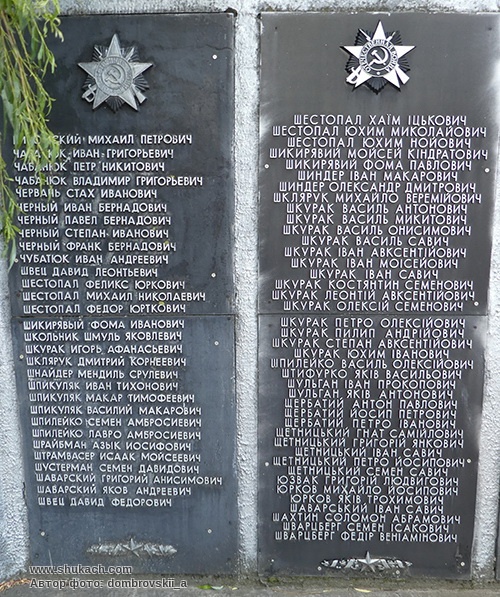 МИХАИЛ ПЕТРОВИЧ
ЧАБАНЮК ИВАН ГРИГОРЬЕВИЧ
ЧАБАНЮК ПЕТР НИКИТОВИЧ
ЧАБАНЮК ВЛАДИМИР ГРИГОРЬЕВИЧ
ЧЕРВАНЬ СТАХ ИВАНОВИЧ
ЧЕРНЫЙ ИВАН БЕРНАДОВИЧ
ЧЕРНЫЙ ПАВЕЛ БЕРНАДОВИЧ
ЧЕРНЫЙ СТЕПАН ИВАНОВИЧ
ЧЕРНЫЙ ФРАНК БЕРНАДОВИЧ
ЧУБАТЮК ИВАН АНДРЕЕВИЧ
ШВЕЦ ДАВИД ЛЕОНТЬЕВИЧ
ШЕСТОПАЛ ФЕЛИКС ЮРКОВИЧ
ШЕСТОПАЛ МИХАИЛ НИКОЛАЕВИЧ
ШЕСТОПАЛ ФЕДОР ЮРТКОВИЧ
ШИКИРЯВЫЙ ФОМА ИВАНОВИЧ
ШКОЛЬНИК ШМУЛЬ ЯКОВЛЕВИЧ
ШКУРАК ИГОРЬ АФАНАСЬЕВИЧ
ШКЛЯРУК ДМИТРИЙ КОРНЕЕВИЧ
ШНАЙДЕР МЕНДИЛЬ СРУЛЕВИЧ
ШПИКУЛЯК ИВАН ТИХОНОВИЧ
ШПИКУЛЯК МАКАР ТИМОФЕЕВИЧ
ШПИКУЛЯК ВАСИЛИЙ МАКАРОВИЧ
ШПИЛЕЙКО СЕМЕН АМБРОСИЕВИЧ
ШПИЛЕЙКО ЛАВРО АМБРОСИЕВИЧ
ШРАЙБМАН АЗЫК ИОСИФОВИЧ
ШТРАМВАСЕР ИСААК МОЙСЕЕВИЧ
ШУСТЕРМАН СЕМЕН ДАВИДОВИЧ
ШАВАРСКИЙ ГРИГОРИЙ АНИСИМОВИЧ
ШАВАРСКИЙ ЯКОВ АНДРЕЕВИЧ
ШВЕЦ ДАВИД ФЕДОРОВИЧ
ОТЕЧЕСТВЕННАЯ ВОЙНА
ШЕСТОПАЛ ХАЇМ ІЦЬКОВИЧ
ШЕСТОПАЛ ЮХИМ МИКОЛАЙОВИЧ
ШЕСТОПАЛ ЮХИМ НОЙОВИЧ
ШИКИРЯВИЙ МОЙСЕЙ КІНДРАТОВИЧ
ШИКИРЯВИЙ ФОМА ПАВЛОВИЧ
ШИНДЕР ІВАН МАКАРОВИЧ
ШИНДЕР ОЛЕКСАНДР ДМИТРОВИЧ
ШКЛЯРУК МИХАЙЛО ВЕРЕМІЙОВИЧ
ШКУРАК ВАСИЛЬ АНТОНОВИЧ
ШКУРАК ВАСИЛЬ МИКИТОВИЧ
ШКУРАК ВАСИЛЬ ОНИСИМОВИЧ
ШКУРАК ВАСИЛЬ САВИЧ
ШКУРАК ІВАН АВКСЕНТІЙОВИЧ
ШКУРАК ІВАН МОІСЕЙОВИЧ
ШКУРАК ІВАН САВИЧ
ШКУРАК КОСТЯНТИН СЕМЕНОВИЧ
ШКУРАК ЛЕОНТІЙ АВКСЕНТІЙОВИЧ
ШКУРАК ОЛЕКСІЙ СЕМЕНОВИЧ
ШКУРАК ПЕТРО ОЛЕКСІЙОВИЧ
ШКУРАК ПИЛИП АНДРІЙОВИЧ
ШКУРАК СТЕПАН АВКСЕНТІЙОВИЧ
ШКУРАК ЮХИМ ІВАНОВИЧ
ШПИЛЕЙКО ВАСИЛЬ ОЛЕКСІЙОВИЧ
ШТИФУРКО ЯКІВ ВАСИЛЬОВИЧ
ШУЛЬГАН ІВАН ПРОКОПОВИЧ
ШУЛЬГАН ЯКІВ АНТОНОВИЧ
ЩЕРБАТИЙ АНТОН ПАВЛОВИЧ
ЩЕРБАТИЙ ЙОСИП ПЕТРОВИЧ
ЩЕРБАТИЙ ПЕТРО ІВАНОВИЧ
ЩЕТНИЦЬКИЙ ГНАТ САМІЙЛОВИЧ
ЩЕТНИЦЬКИЙ ГРИГОРІЙ ЯНКОВИЧ
ЩЕТНИЦЬКИЙ ІВАН САВИЧ
ЩЕТНИЦЬКИЙ ПЕТРО ЙОСИПОВИЧ
ЩЕТНИЦЬКИЙ СЕМЕН САВИЧ
ЮЗВАК ГРИГОРІЙ ЛЮДВИГОВИЧ
ЮРКОВ МИХАЙЛО ЙОСИПОВИЧ
ЮРКОВ ЯКІВ ТРОХИМОВИЧ
ШАВАРСЬКИЙ ІВАН САВИЧ
ШАХТИН СОЛОМОН АБРАМОВИЧ
ШВАРЦБЕРГ СЕМЕН ІСАКОВИЧ
ШВАРЦБЕРГ ФЕДІР ВЕНІАМІНОВИЧ
www.shukach.com
Автор фото: dombrovskii_a